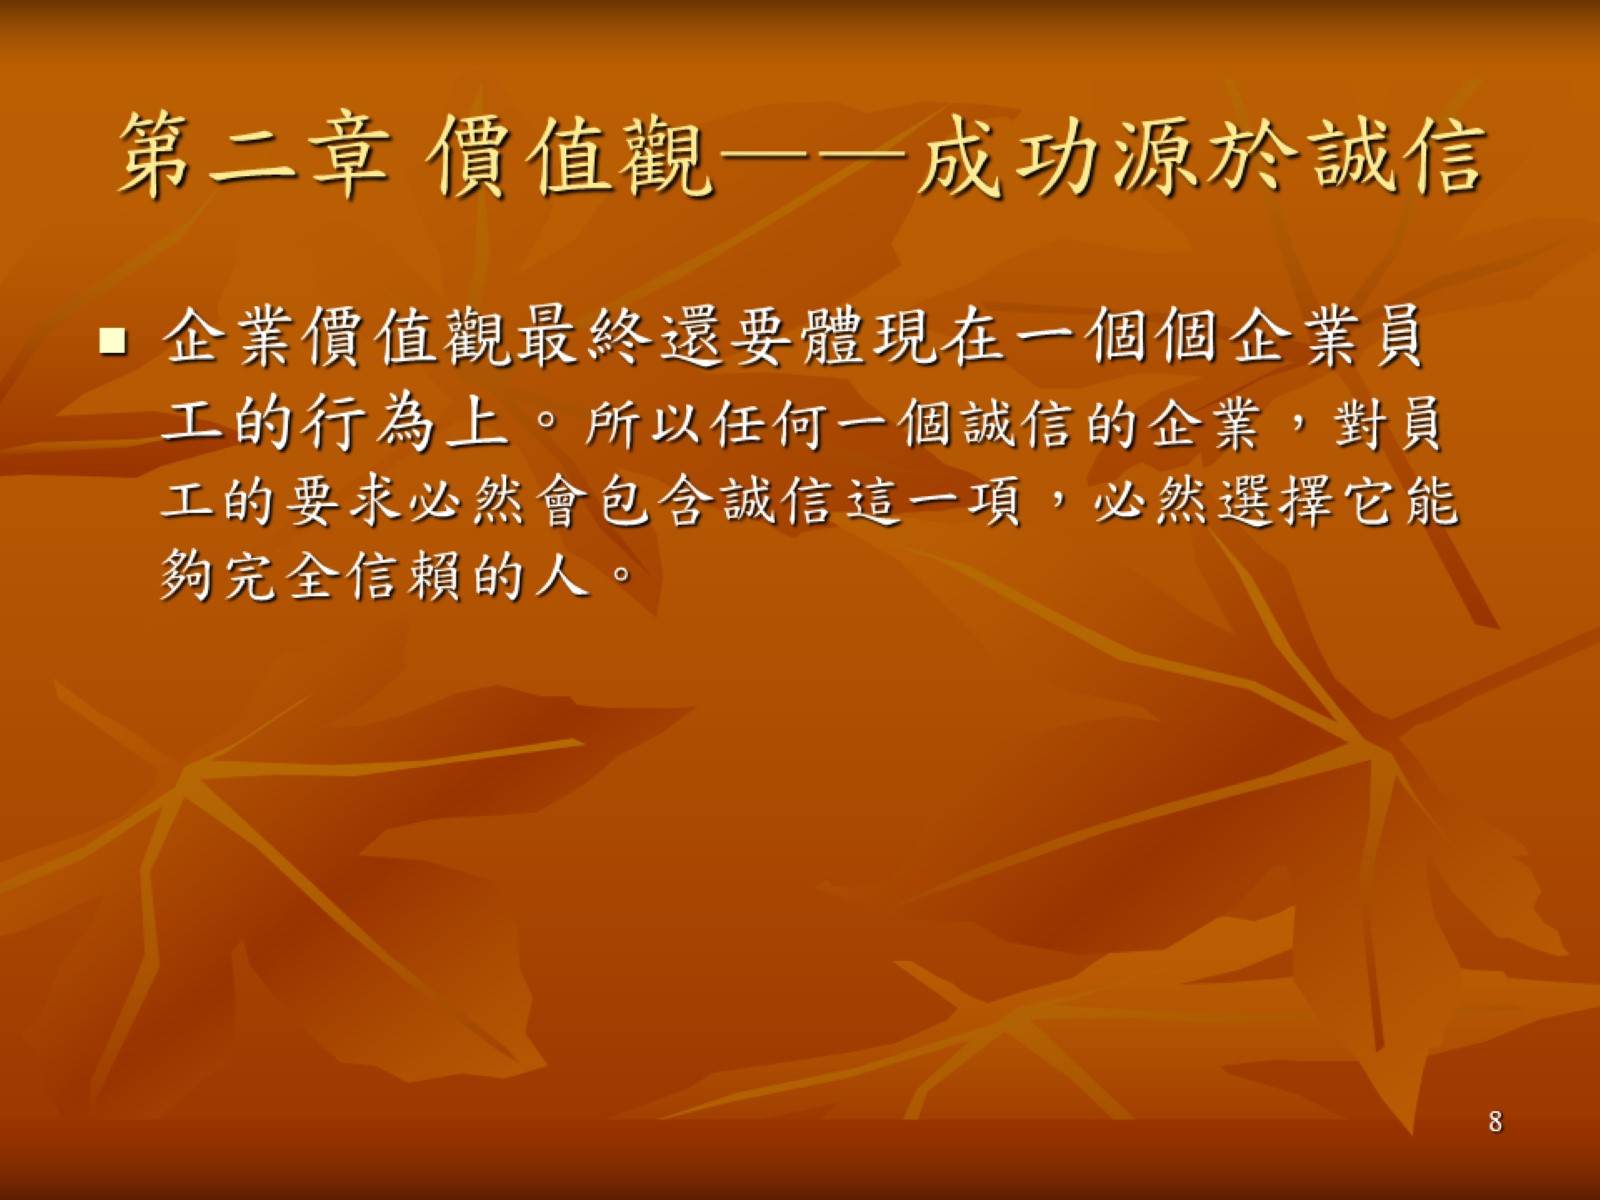 第二章 價值觀——成功源於誠信
企業價值觀最終還要體現在一個個企業員
工的行為上。所以任何一個誠信的企業，對員
工的要求必然會包含誠信這一項，必然選擇它能
夠完全信賴的人。
8